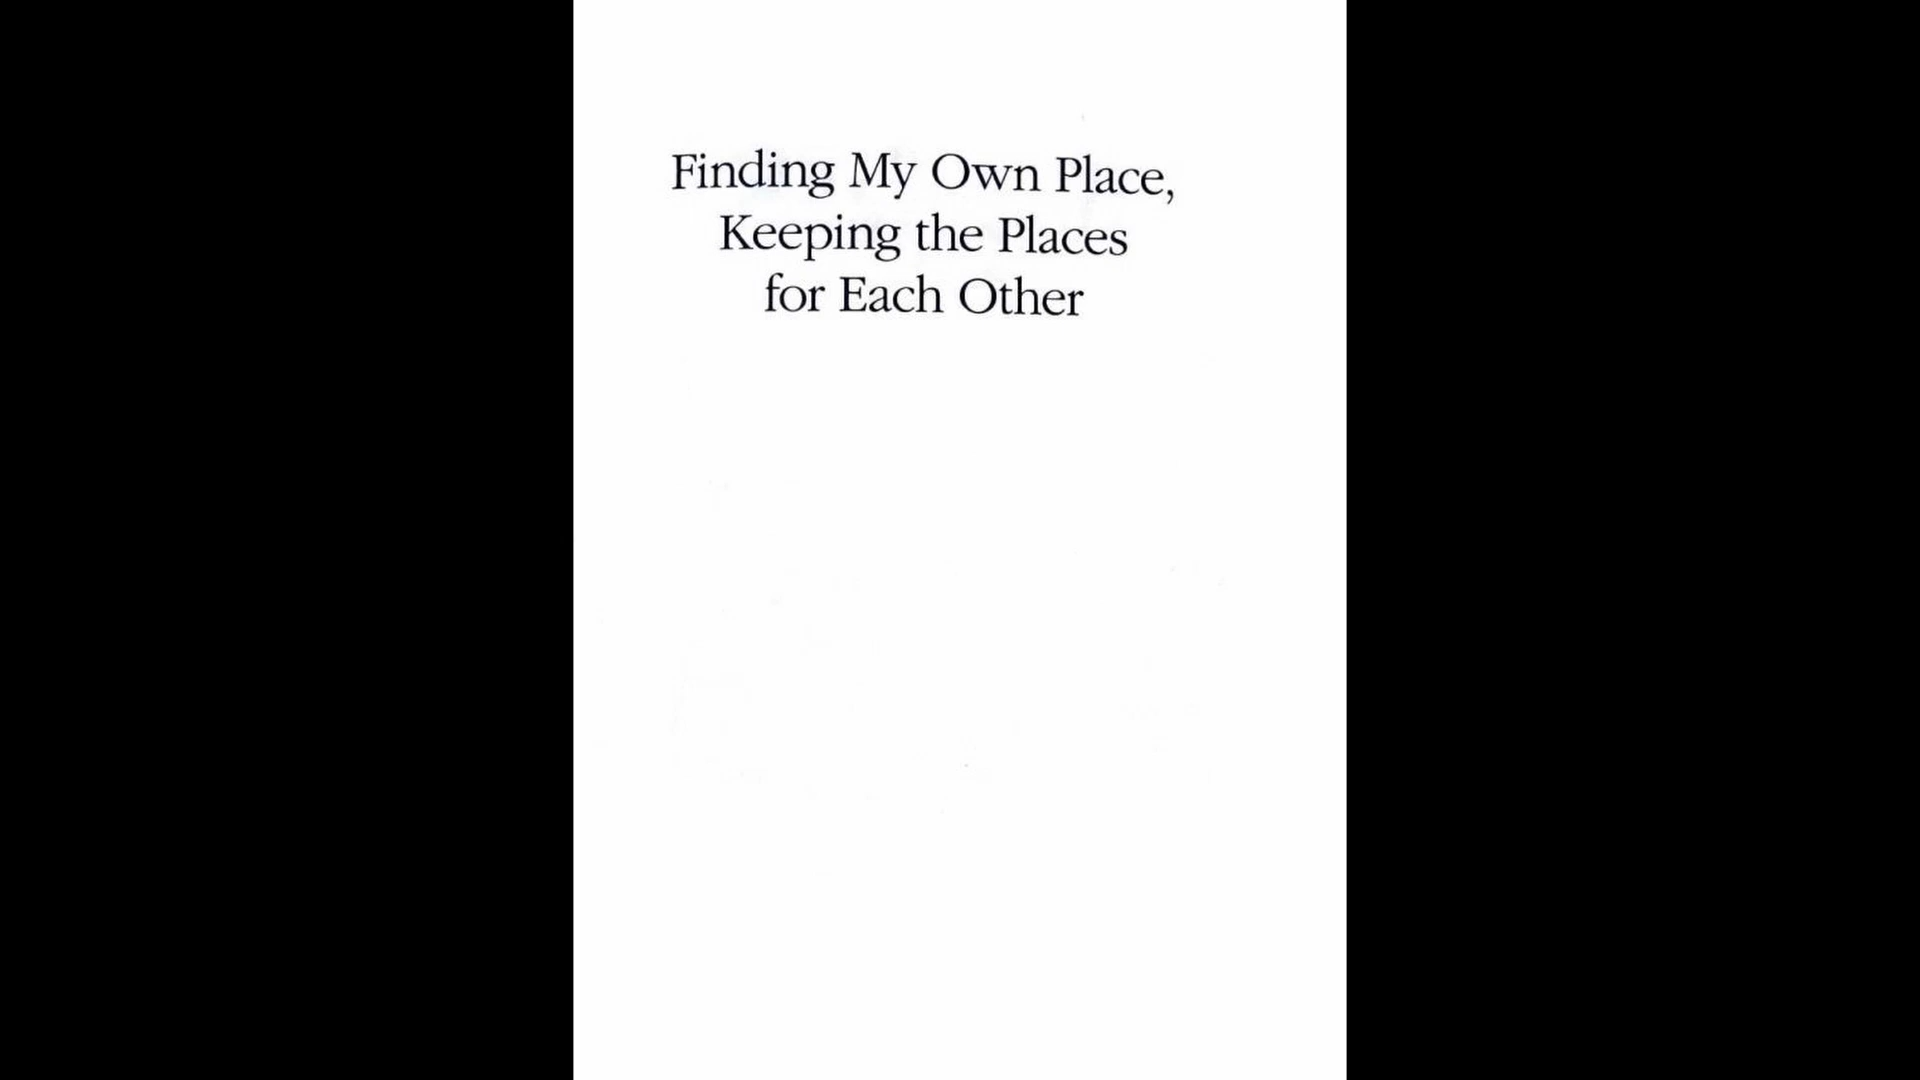 Finding My Own Place,
Keeping the Places
for Each Other